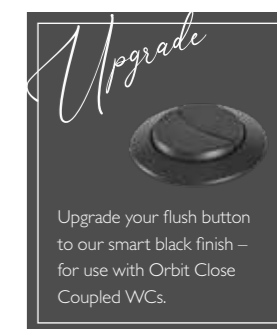 Upgrade
Upgrade your flush button
to our smart black finish –
for use with Orbit Close
Coupled WCs.